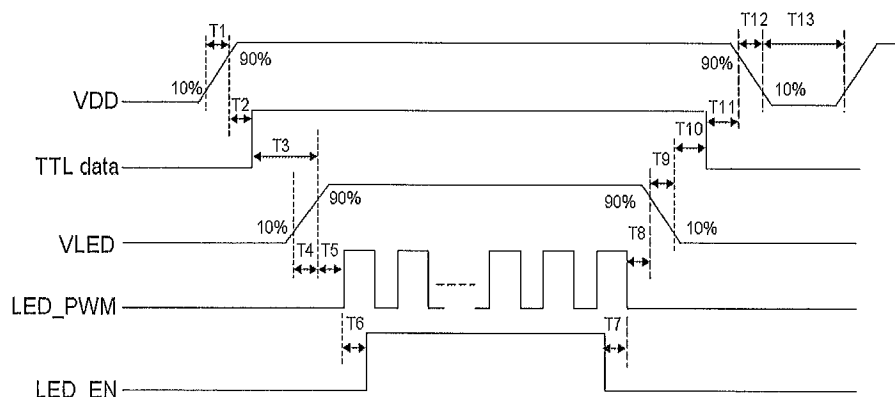 T1
T12
T13
90%
90%
10%
10%
VDD
T2
T11
T3
T10
TTL data
T9
90%
90%
10%
10%
VLED
T4
T5
T8
LED_PWM
T6
T7
LED_EN